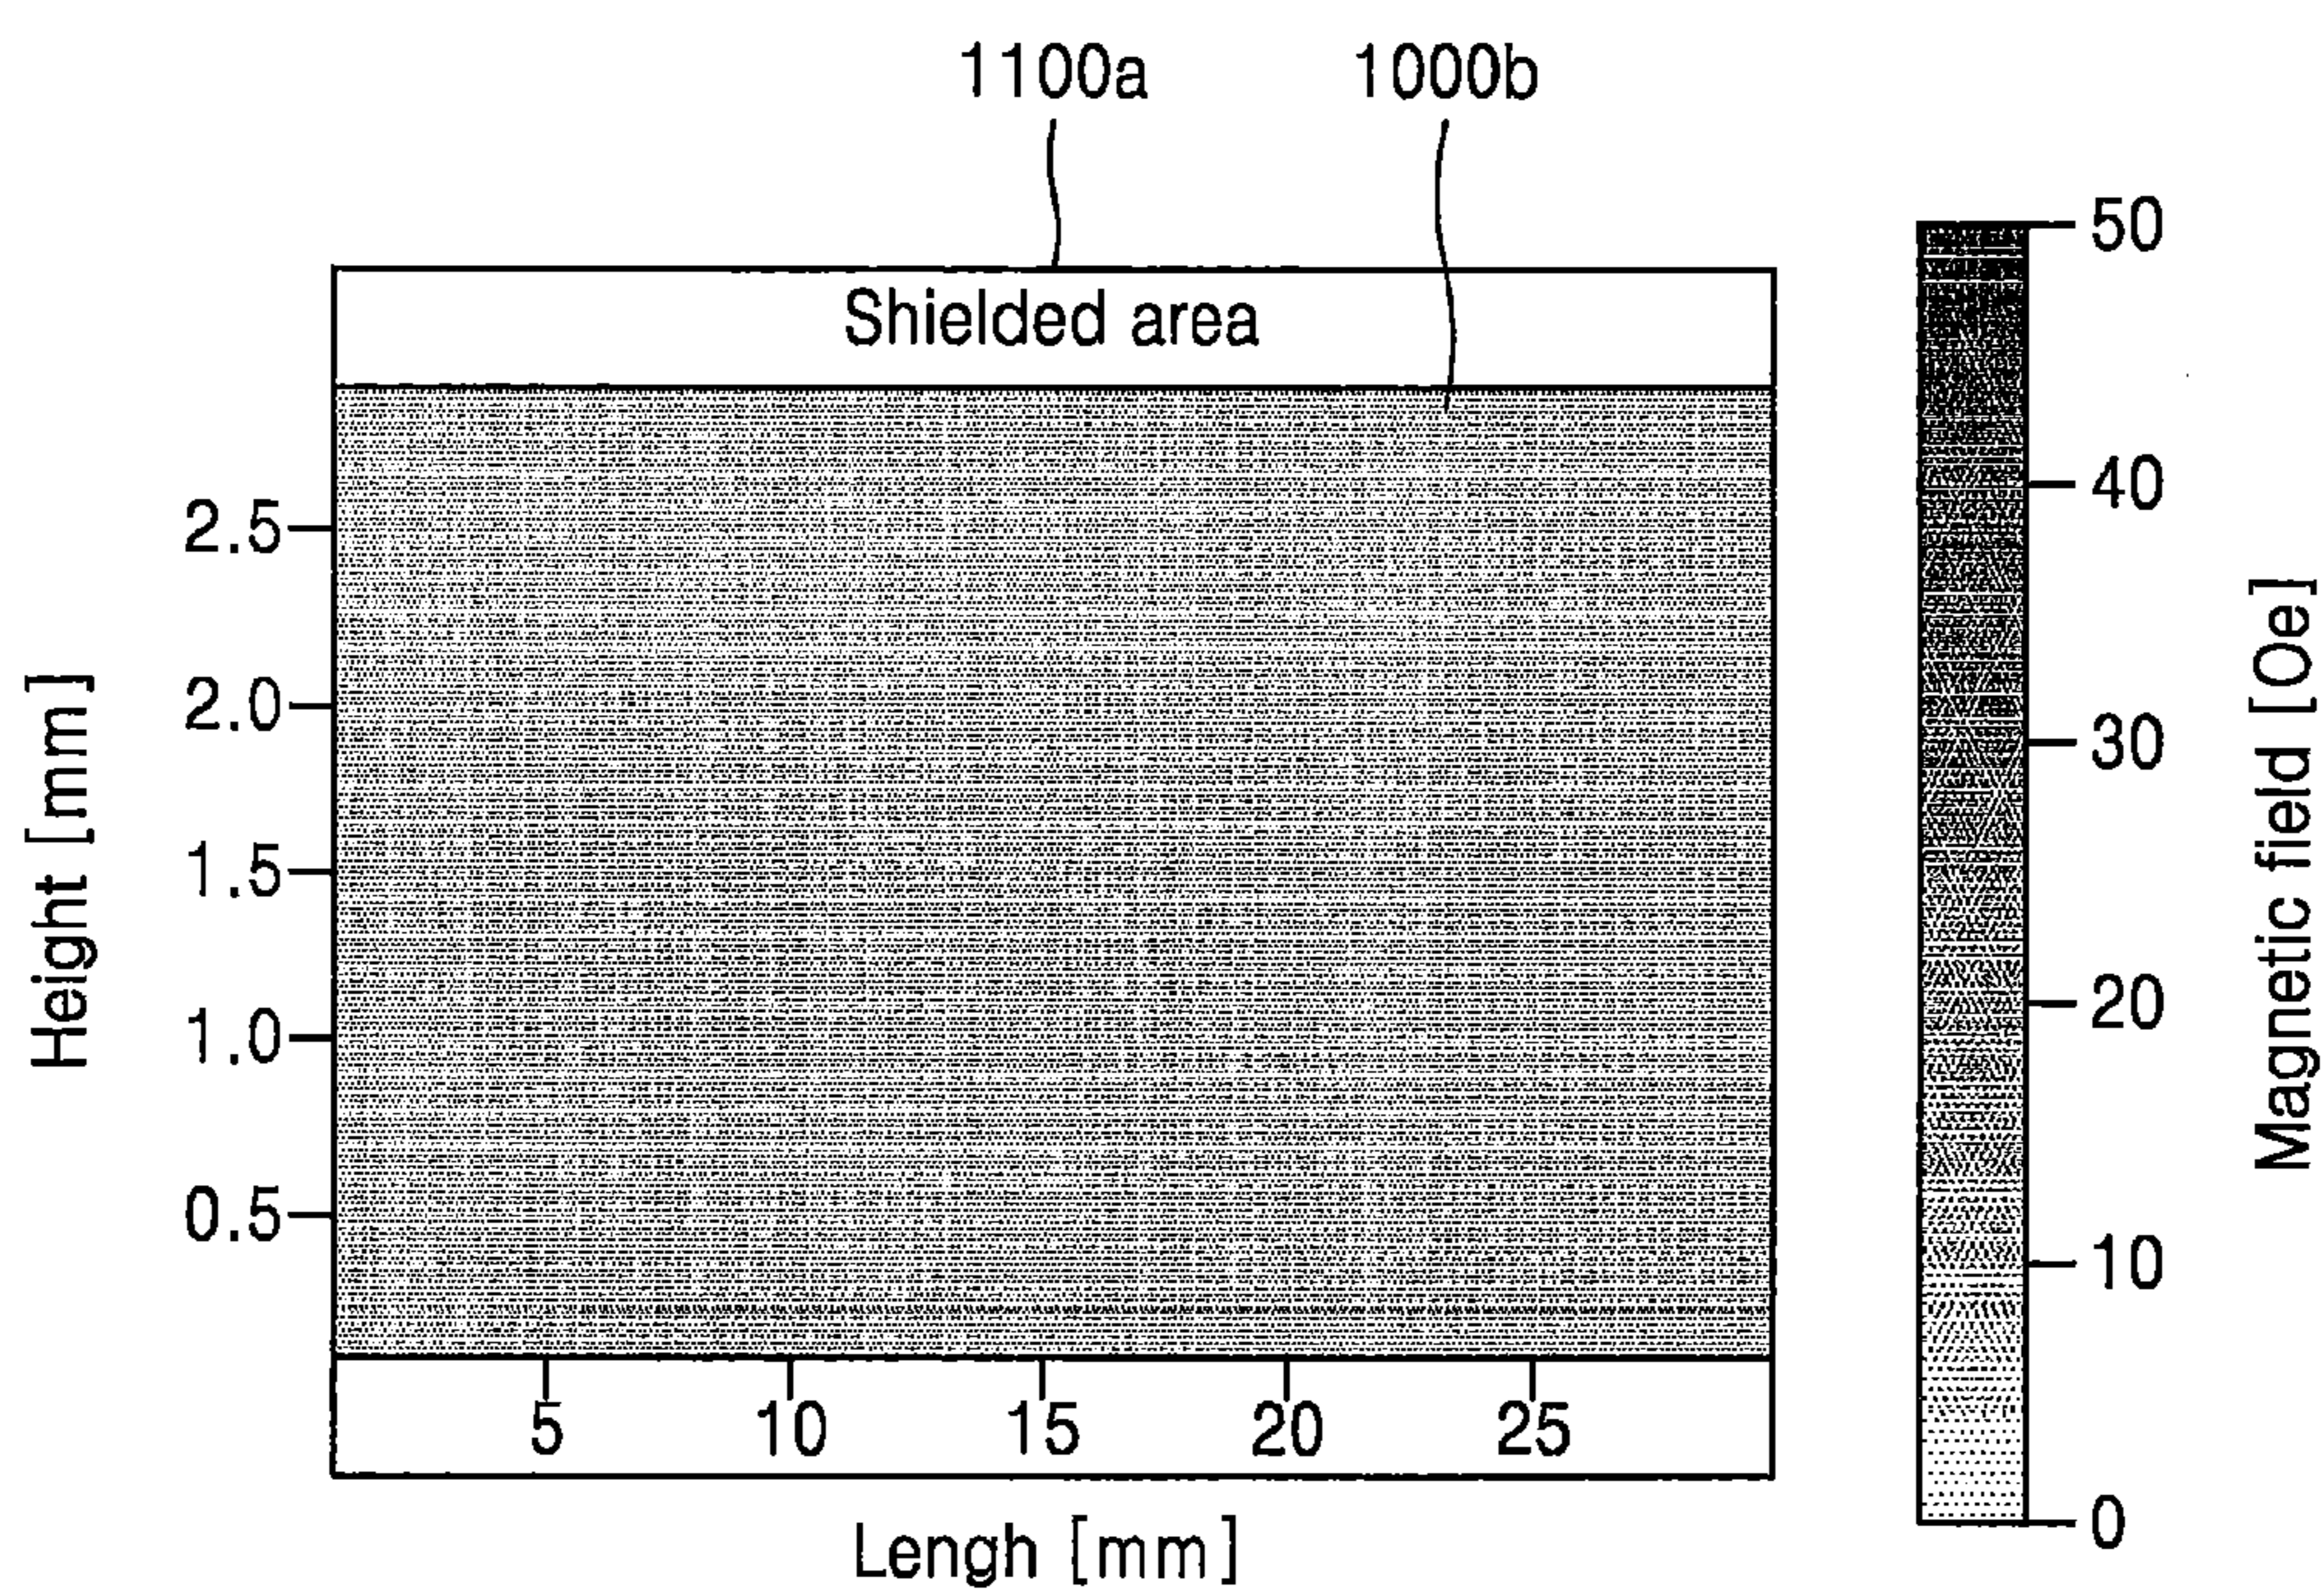 1100a 1000b
Shielded area
Height [mm]
2.5
2.0
1.5
1.0
0.5
5 10 15 20 25
Lengh [mm]
50
40
30
20
10
0
Magnetic field [Oe]